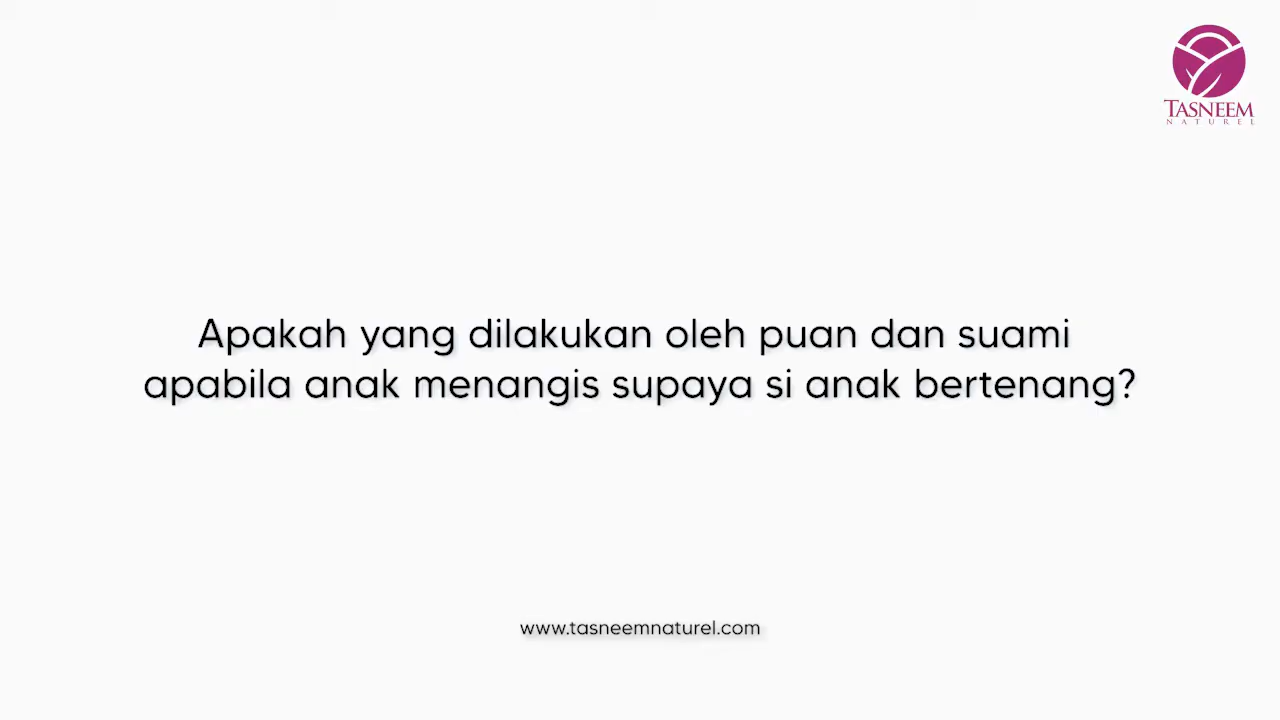 TASNEEM
NATUREL
Apakah yang dilakukan oleh puan dan suami
apabila anak menangis supaya si anak bertenang?
www.tasneemnaturel.com